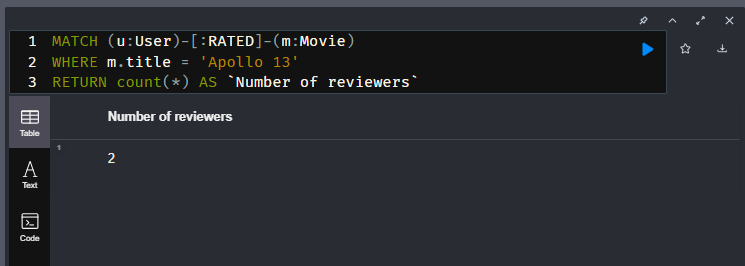 1 MATCH (u:User)-[:RATED]-(m:Movie)
2 WHERE m.title = 'Apollo 13'
3 RETURN count(*) AS `Number of reviewers`
Table
Number of reviewers
1
2
Text
Code